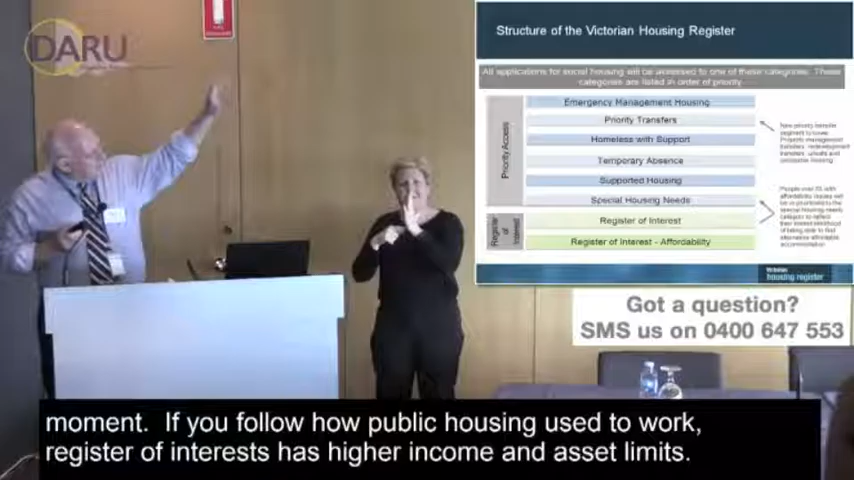 DARU
Structure of the Victorian Housing Register
All applications for social housing will be assessed to one of these categories. These
categories are listed in order of priority
Priority Access
Emergency Management Housing
Priority Transfers
Homeless with Support
Temporary Absence
Supported Housing
Special Housing Needs
Register of Interest
Register of Interest
Register of Interest - Affordability
Victorian
housing register
Got a question?
SMS us on 0400 647 553
moment. If you follow how public housing used to work,
register of interests has higher income and asset limits.